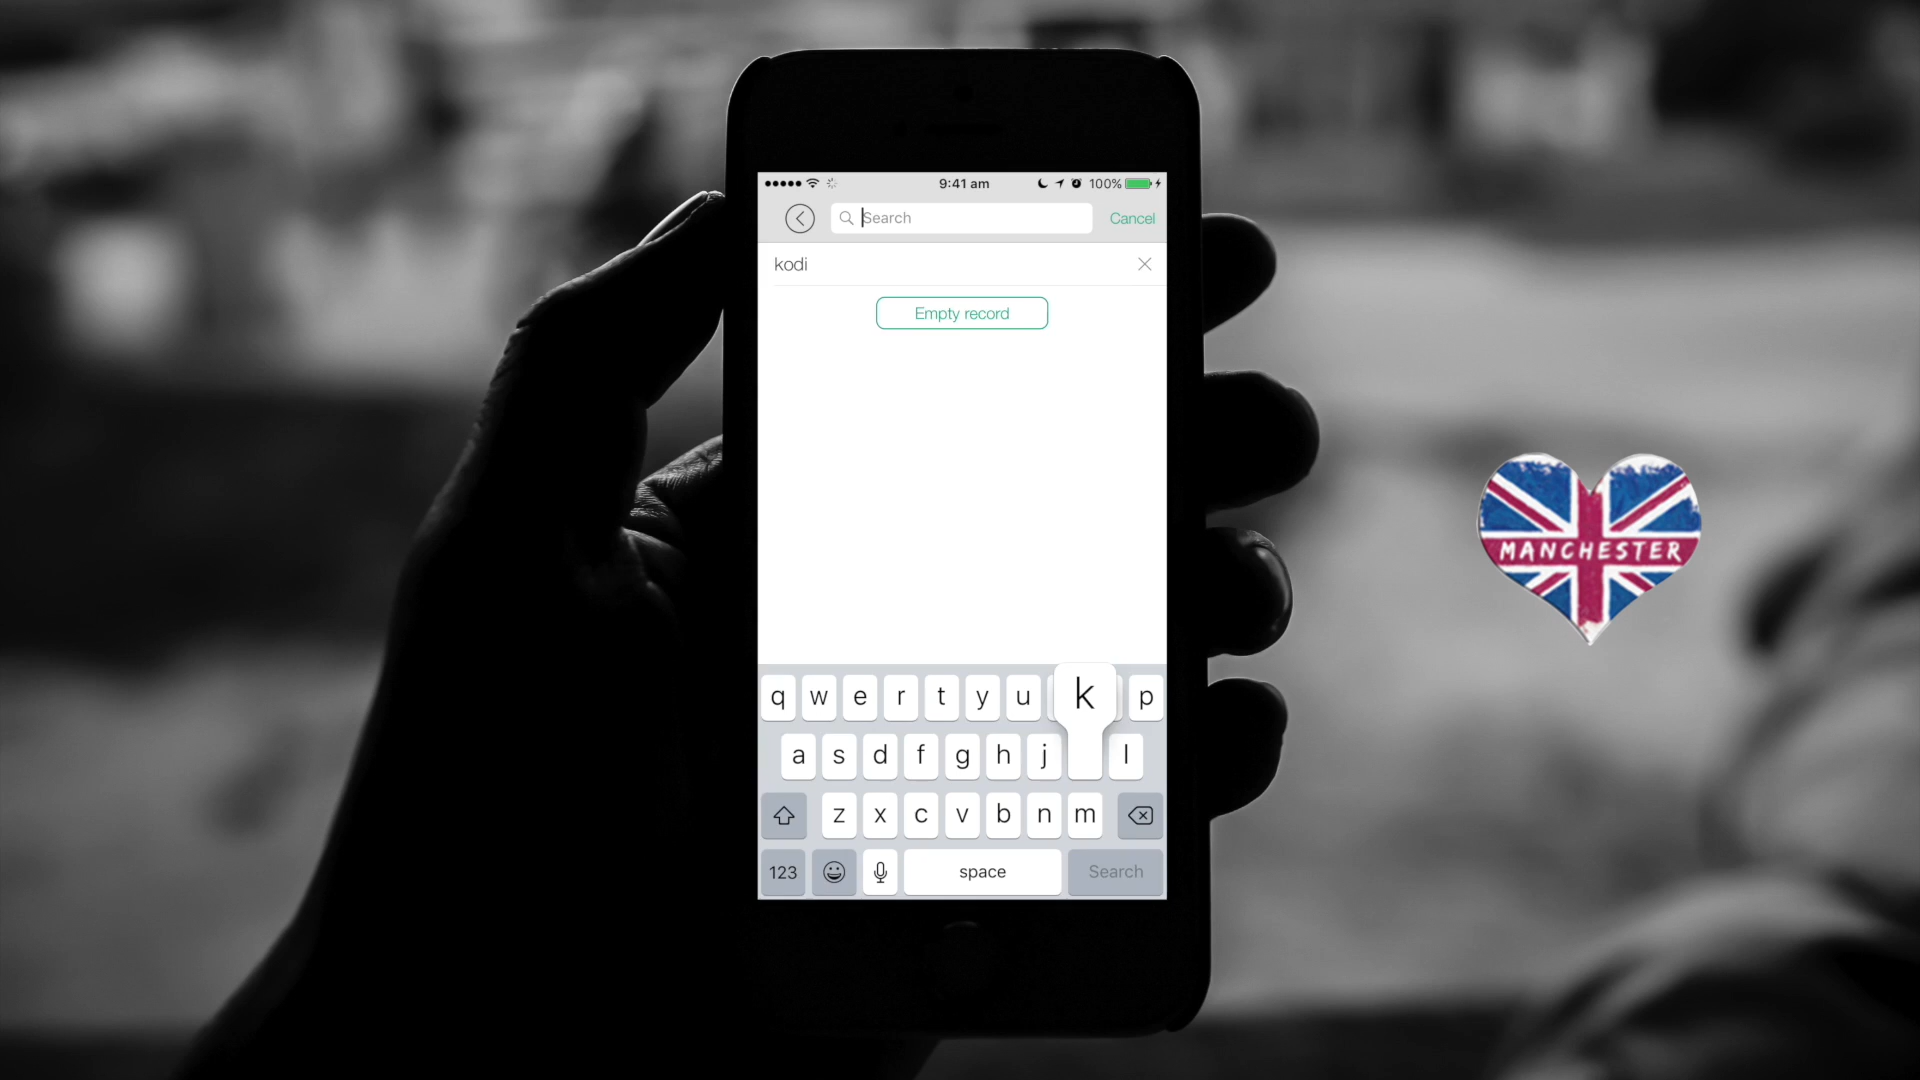 9:41 am
100%
Search
Cancel
kodi
Empty record
q w e r t y u k p
a s d f g h j l
z x c v b n m
123
space
Search
MANCHESTER